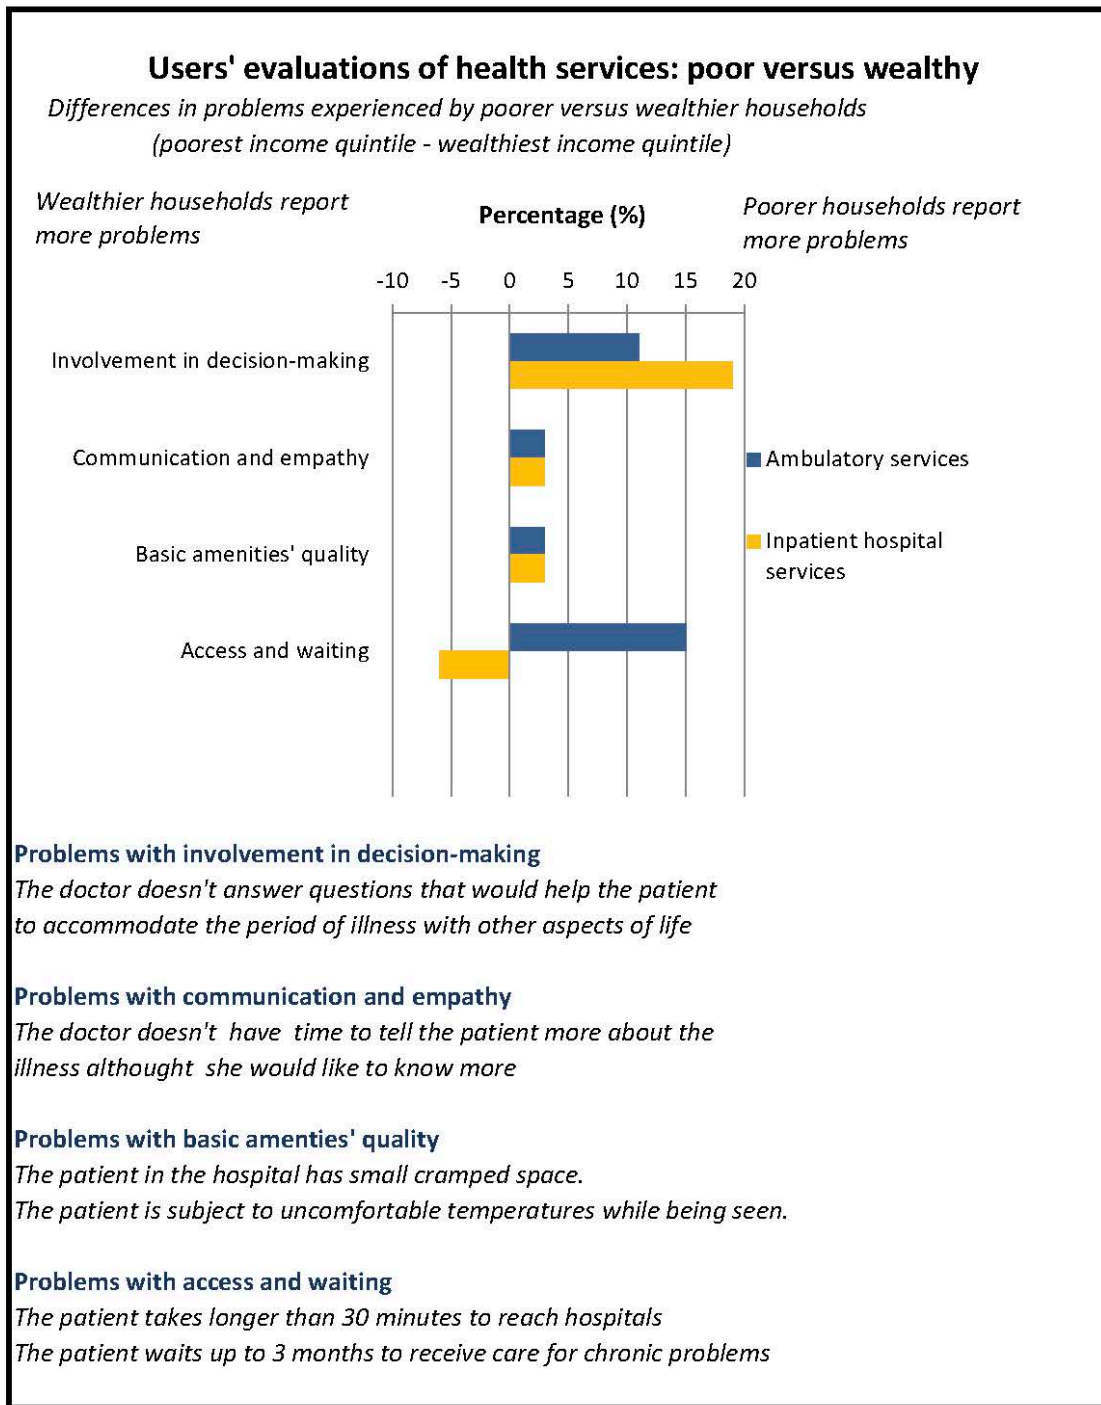 Users' evaluations of health services: poor versus wealthy
Differences in problems experienced by poorer versus wealthier households
(poorest income quintile - wealthiest income quintile)
Wealthier households report
more problems
Percentage (%)
Poorer households report
more problems
-10 -5 0 5 10 15 20
Involvement in decision-making
Communication and empathy
Basic amenities' quality
Access and waiting
Ambulatory services
Inpatient hospital
services
Problems with involvement in decision-making
The doctor doesn't answer questions that would help the patient
to accommodate the period of illness with other aspects of life
Problems with communication and empathy
The doctor doesn't  have  time to tell the patient more about the
illness althought  she would like to know more
Problems with basic amenties' quality
The patient in the hospital has small cramped space.
The patient is subject to uncomfortable temperatures while being seen.
Problems with access and waiting
The patient takes longer than 30 minutes to reach hospitals
The patient waits up to 3 months to receive care for chronic problems